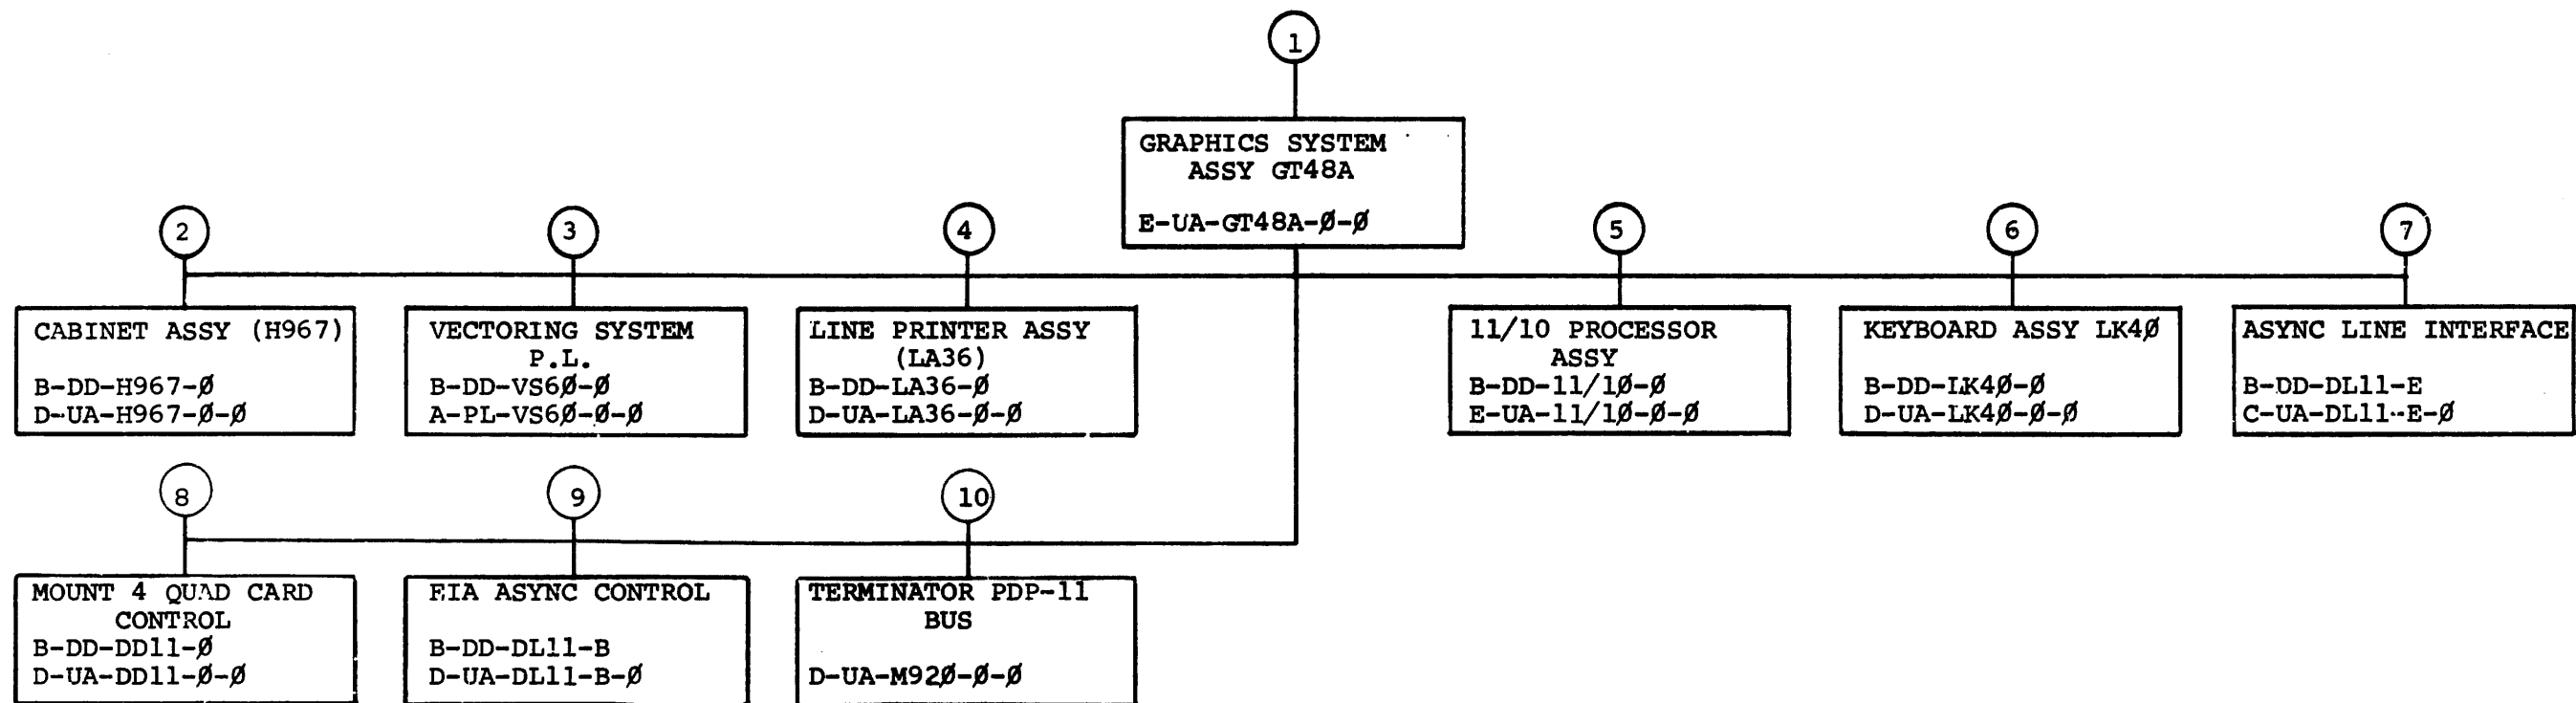 1
GRAPHICS SYSTEM
ASSY GT48A
E-UA-GT48A-Ø-Ø
2
CABINET ASSY (H967)
B-DD-H967-Ø
D-UA-H967-Ø-Ø
3
VECTORING SYSTEM
P.L.
B-DD-VS6Ø-Ø
A-PL-VS6Ø-Ø-Ø
4
LINE PRINTER ASSY
(LA36)
B-DD-LA36-Ø
D-UA-LA36-Ø-Ø
5
11/10 PROCESSOR
ASSY
B-DD-11/1Ø-Ø
E-UA-11/1Ø-Ø-Ø
6
KEYBOARD ASSY LK4Ø
B-DD-LK4Ø-Ø
D-UA-LK4Ø-Ø-Ø
7
ASYNC LINE INTERFACE
B-DD-DL11-E
C-UA-DL11-E-Ø
8
MOUNT 4 QUAD CARD
CONTROL
B-DD-DD11-Ø
D-UA-DD11-Ø-Ø
9
EIA ASYNC CONTROL
B-DD-DL11-B
D-UA-DL11-B-Ø
10
TERMINATOR PDP-11
BUS
D-UA-M92Ø-Ø-Ø